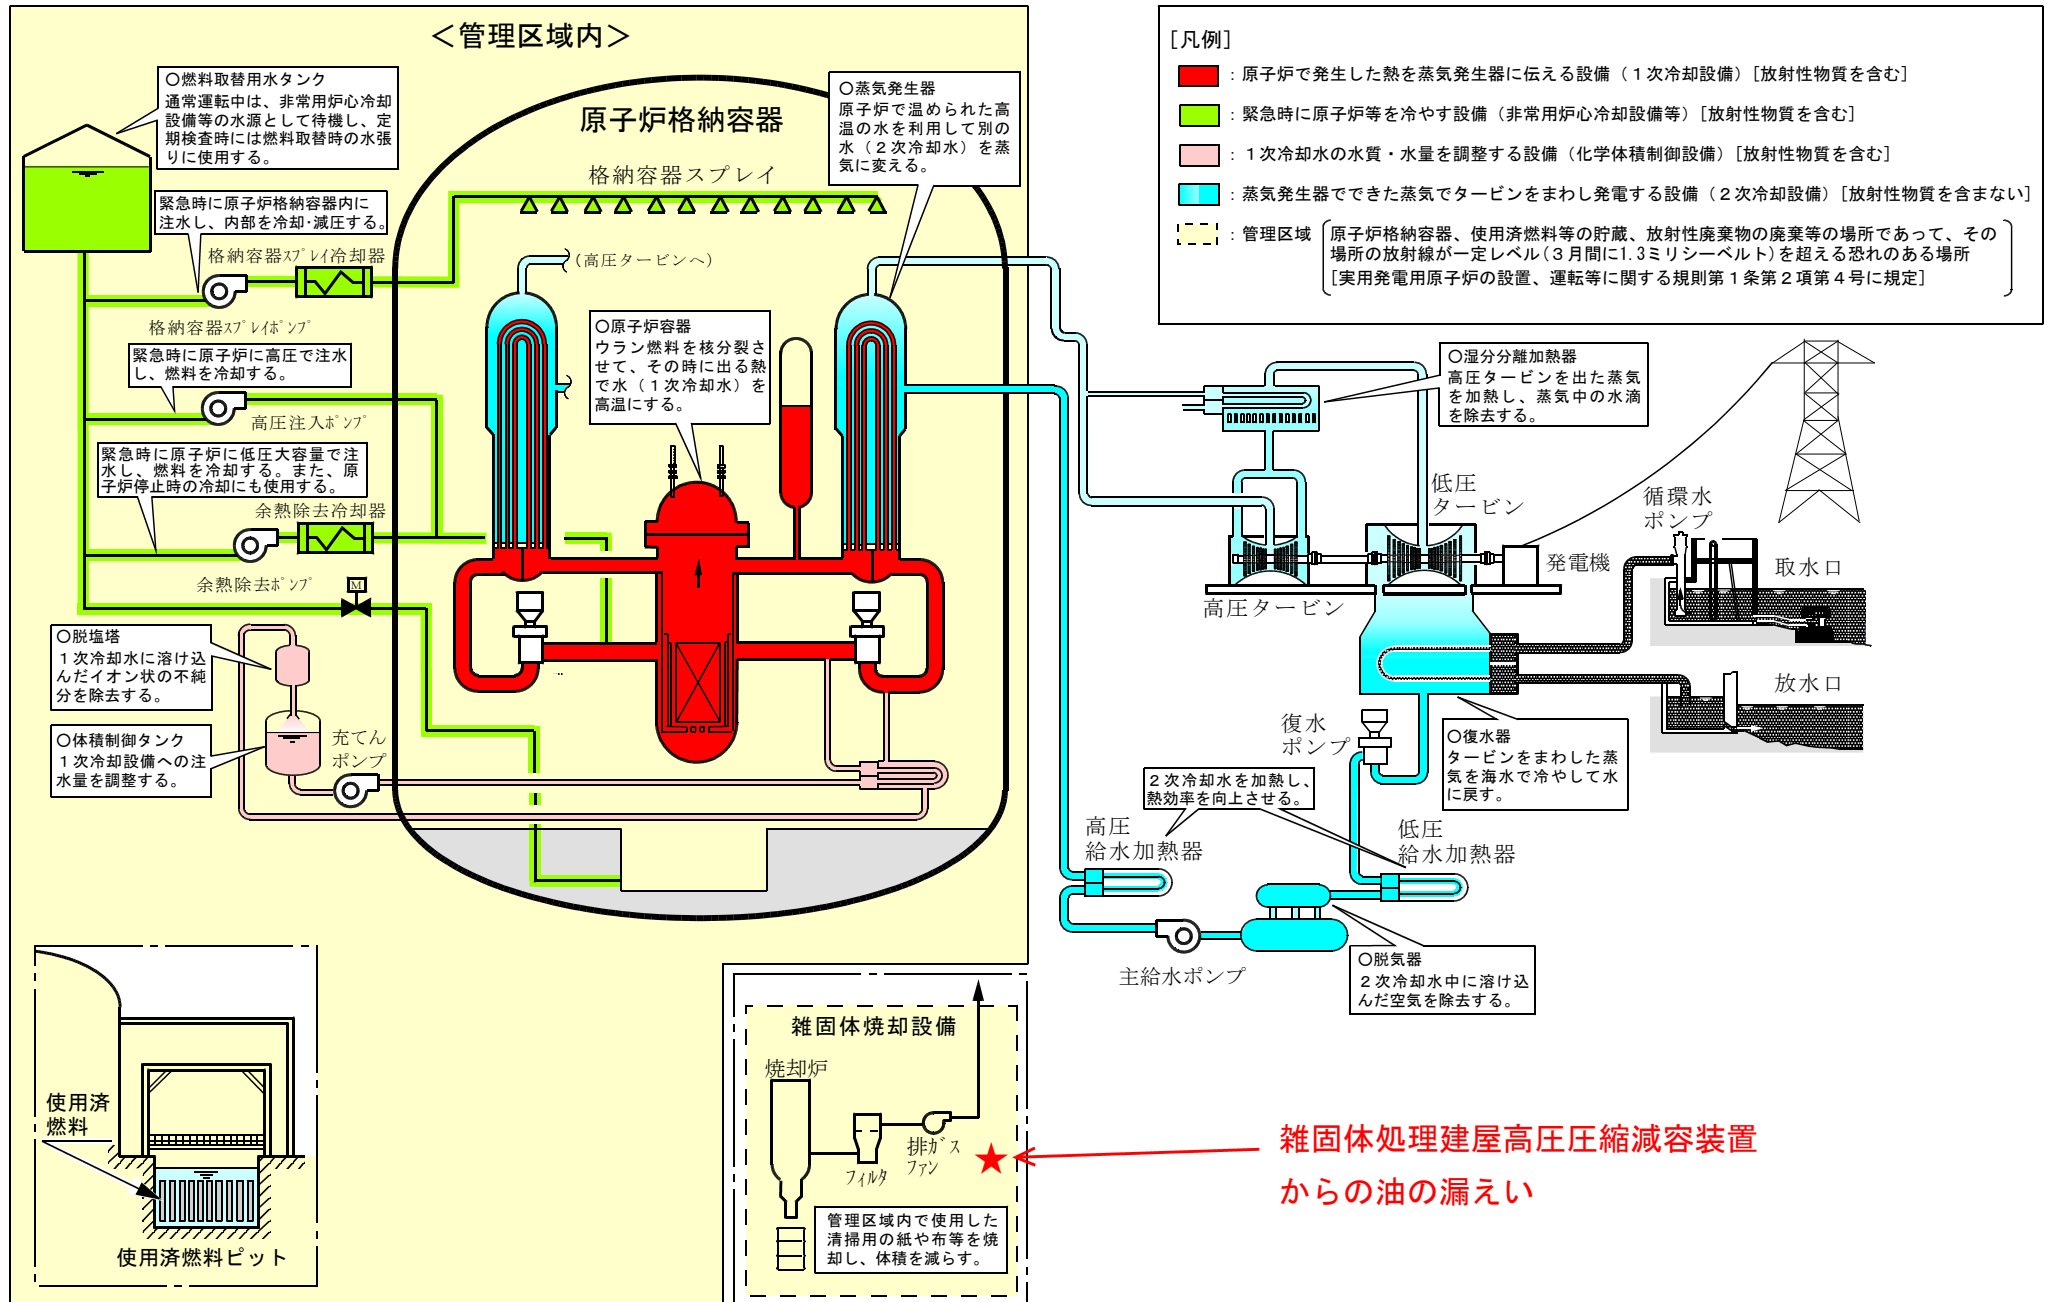 ＜管理区域内＞
○燃料取替用水タンク
通常運転中は、非常用炉心冷却
設備等の水源として待機し、定
期検査時には燃料取替時の水張
りに使用する。
緊急時に原子炉格納容器内に
注水し、内部を冷却･減圧する。
格納容器ｽﾌﾟﾚｲ冷却器
格納容器ｽﾌﾟﾚｲﾎﾟﾝﾌﾟ
緊急時に原子炉に高圧で注水
し、燃料を冷却する。
高圧注入ﾎﾟﾝﾌﾟ
緊急時に原子炉に低圧大容量で注
水し、燃料を冷却する。また、原
子炉停止時の冷却にも使用する。
余熱除去冷却器
余熱除去ﾎﾟﾝﾌﾟ
M
○脱塩塔
１次冷却水に溶け込
んだイオン状の不純
分を除去する。
○体積制御タンク
１次冷却設備への注
水量を調整する。
充てん
ポンプ
原子炉格納容器
格納容器スプレイ
○蒸気発生器
原子炉で温められた高
温の水を利用して別の
水（２次冷却水）を蒸
気に変える。
(高圧タービンへ)
○原子炉容器
ウラン燃料を核分裂さ
せて、その時に出る熱
で水（１次冷却水）を
高温にする。
[凡例]
：原子炉で発生した熱を蒸気発生器に伝える設備（１次冷却設備）[放射性物質を含む]
：緊急時に原子炉等を冷やす設備（非常用炉心冷却設備等）[放射性物質を含む]
：１次冷却水の水質・水量を調整する設備（化学体積制御設備）[放射性物質を含む]
：蒸気発生器でできた蒸気でタービンをまわし発電する設備（２次冷却設備）[放射性物質を含まない]
：管理区域
原子炉格納容器、使用済燃料等の貯蔵、放射性廃棄物の廃棄等の場所であって、その
場所の放射線が一定レベル(３月間に1.3ミリシーベルト)を超える恐れのある場所
[実用発電用原子炉の設置、運転等に関する規則第１条第２項第４号に規定]
○湿分分離加熱器
高圧タービンを出た蒸気
を加熱し、蒸気中の水滴
を除去する。
低圧
タービン
高圧タービン
発電機
循環水
ポンプ
取水口
放水口
復水
ポンプ
○復水器
タービンをまわした蒸
気を海水で冷やして水
に戻す。
２次冷却水を加熱し、
熱効率を向上させる。
高圧
給水加熱器
低圧
給水加熱器
主給水ポンプ
○脱気器
２次冷却水中に溶け込
んだ空気を除去する。
使用済
燃料
使用済燃料ピット
雑固体焼却設備
焼却炉
フィルタ
排ガス
ファン
管理区域内で使用した
清掃用の紙や布等を焼
却し、体積を減らす。
雑固体処理建屋高圧圧縮減容装置
からの油の漏えい